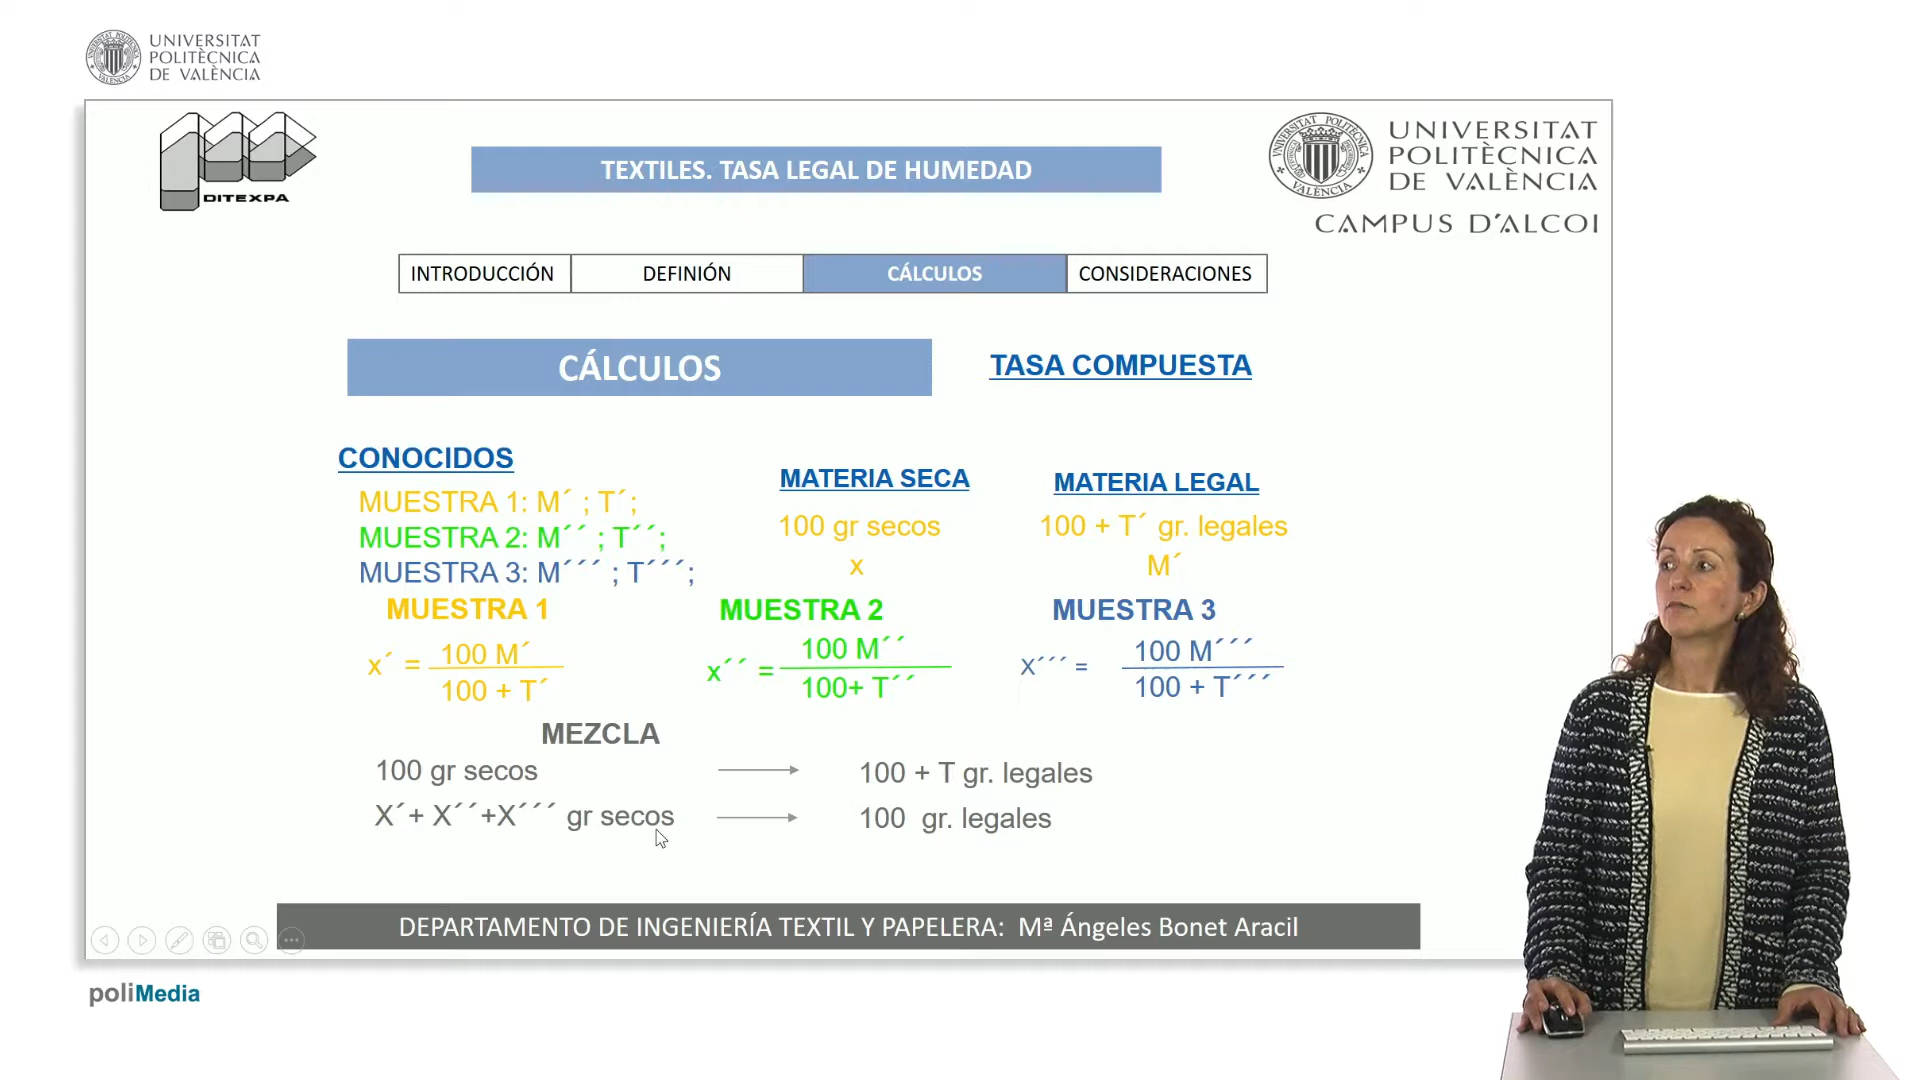 UNIVERSITAT
POLITÈCNICA
DE VALÈNCIA
DITEXPA
TEXTILES. TASA LEGAL DE HUMEDAD
UNIVERSITAT
POLITÈCNICA
DE VALÈNCIA
CAMPUS D'ALCOI
INTRODUCCIÓN DEFINIÓN CÁLCULOS CONSIDERACIONES
CÁLCULOS
TASA COMPUESTA
CONOCIDOS
MUESTRA 1: M´ ; T´;
MUESTRA 2: M´´ ; T´´;
MUESTRA 3: M´´´ ; T´´´;
MATERIA SECA
100 gr secos
x
MATERIA LEGAL
100 + T´ gr. legales
M´
MUESTRA 1
x´ = 100 M´
100 + T´
MUESTRA 2
x´´ = 100 M´´
100+ T´´
MUESTRA 3
X´´´ = 100 M´´´
100 + T´´´
MEZCLA
100 gr secos → 100 + T gr. legales
X´+ X´´+X´´´ gr secos → 100 gr. legales
DEPARTAMENTO DE INGENIERÍA TEXTIL Y PAPELERA: Mª Ángeles Bonet Aracil
poliMedia